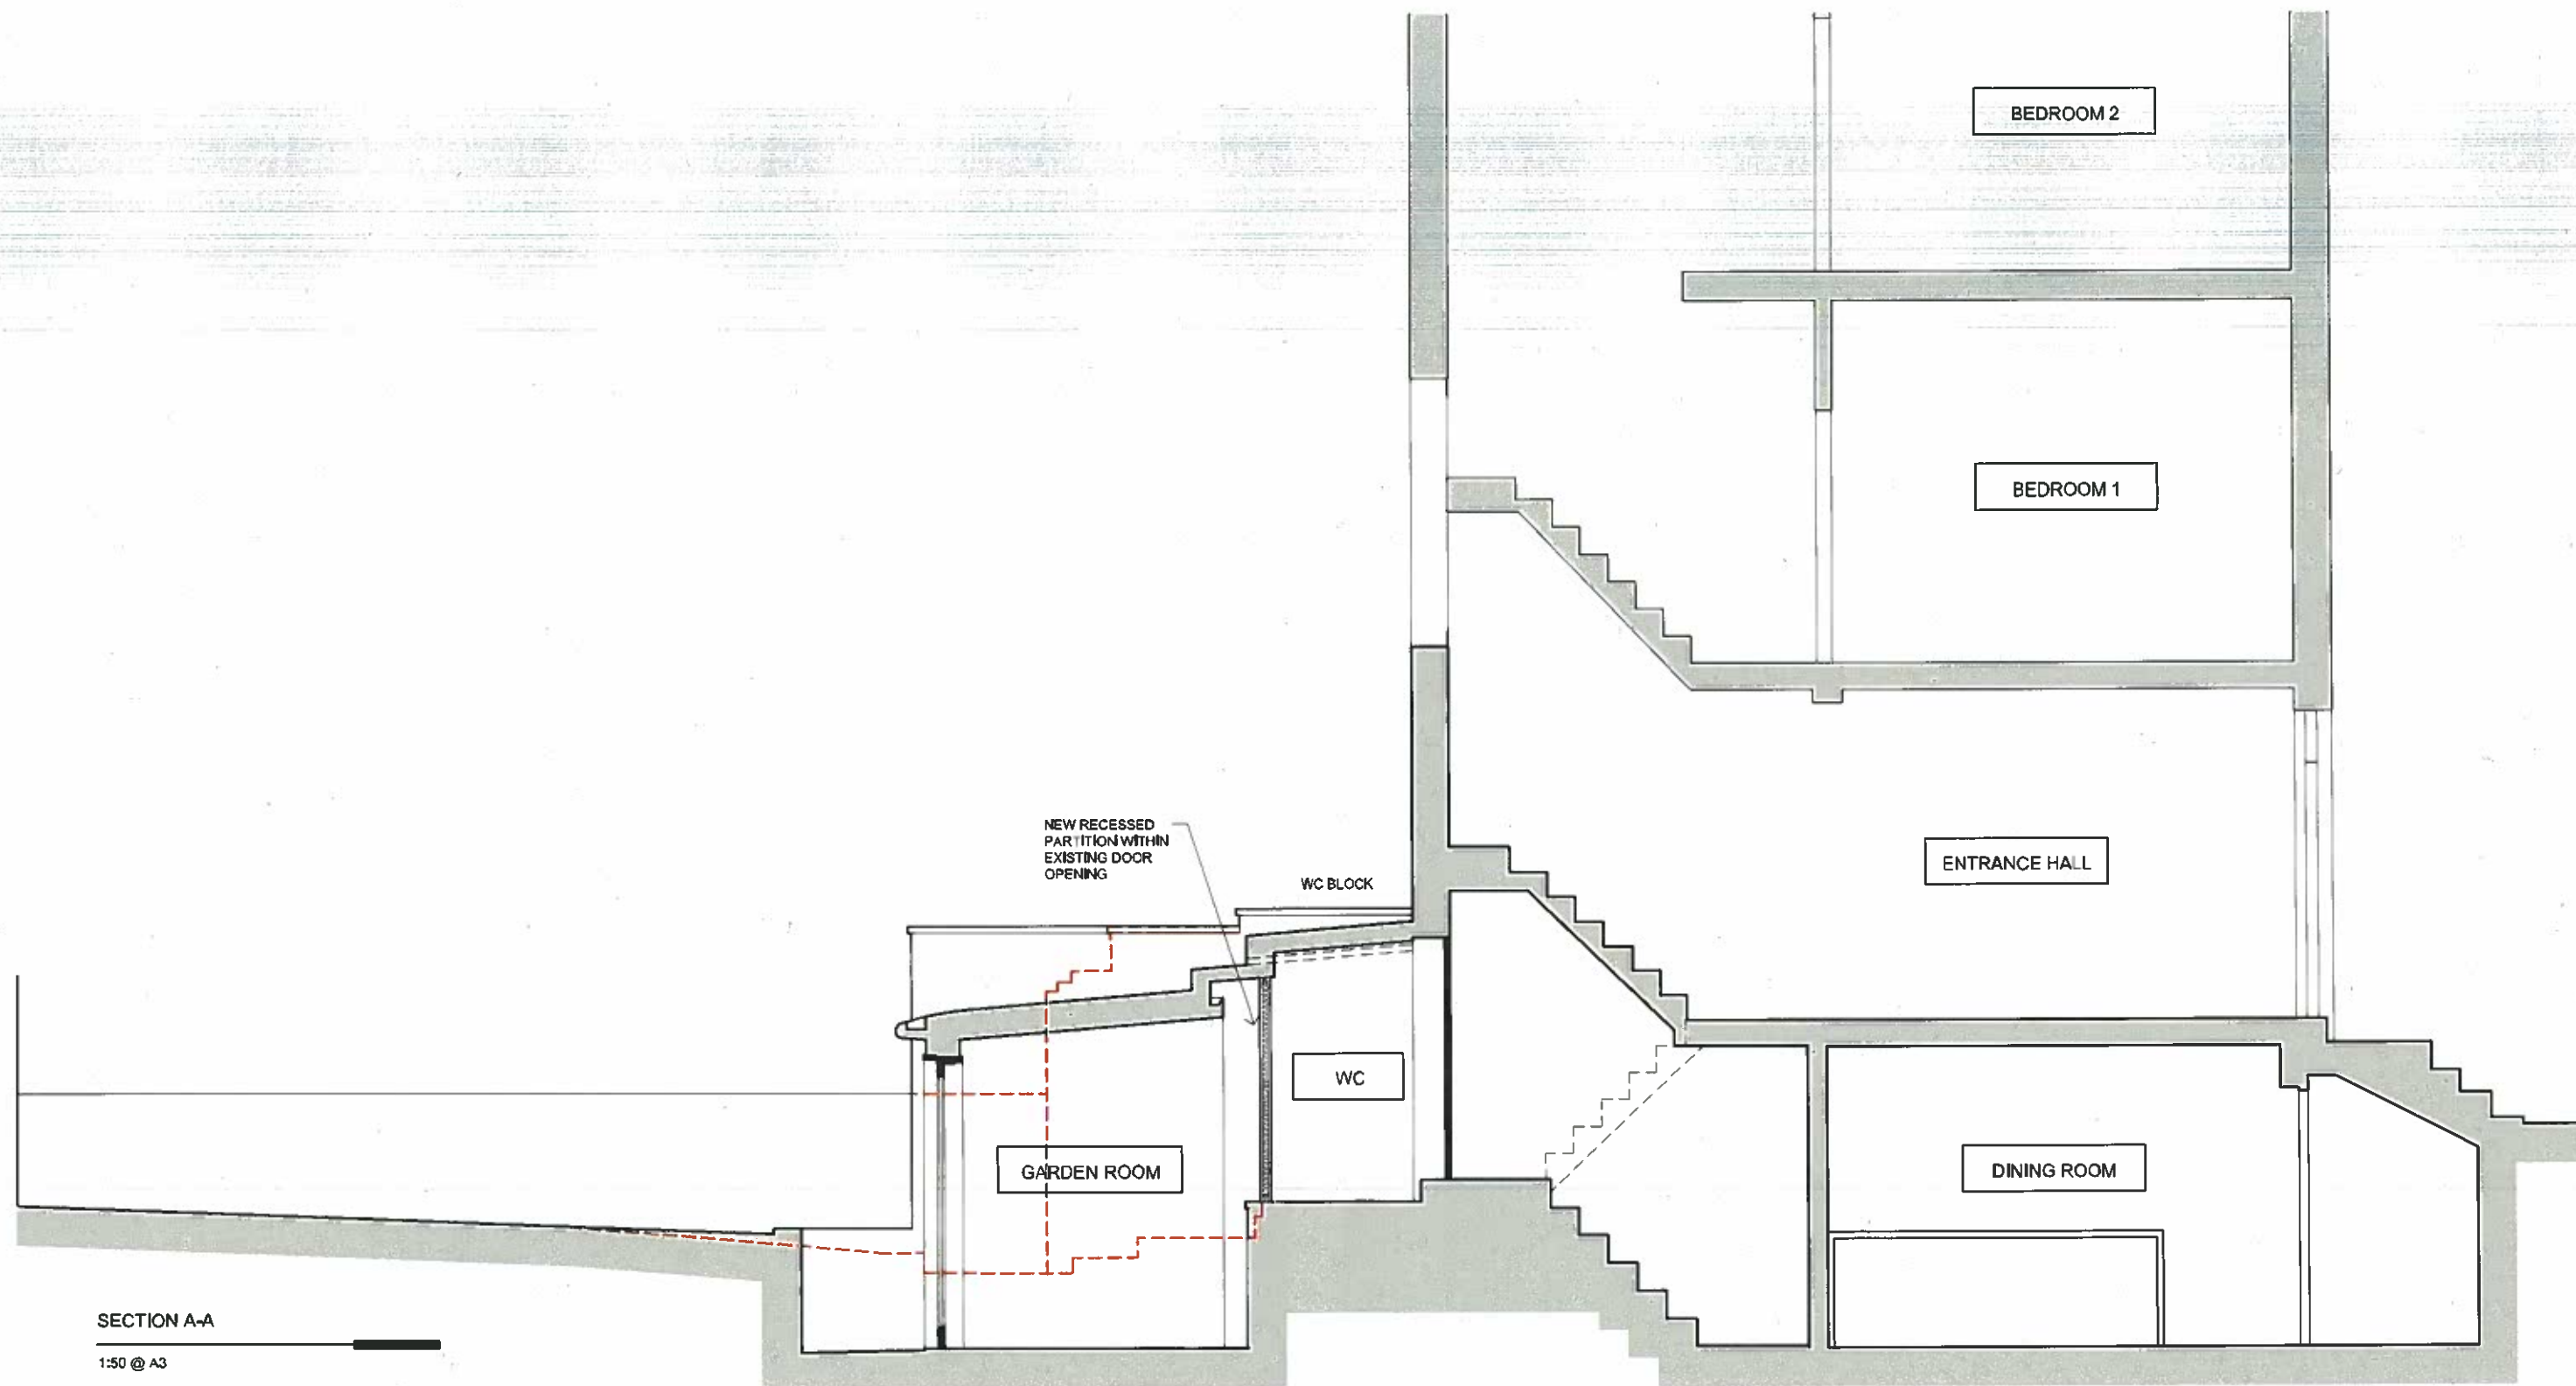 BEDROOM 2
BEDROOM 1
NEW RECESSED
PARTITION WITHIN
EXISTING DOOR
OPENING
WC BLOCK
ENTRANCE HALL
WC
GARDEN ROOM
DINING ROOM
SECTION A-A
1:50 @ A3